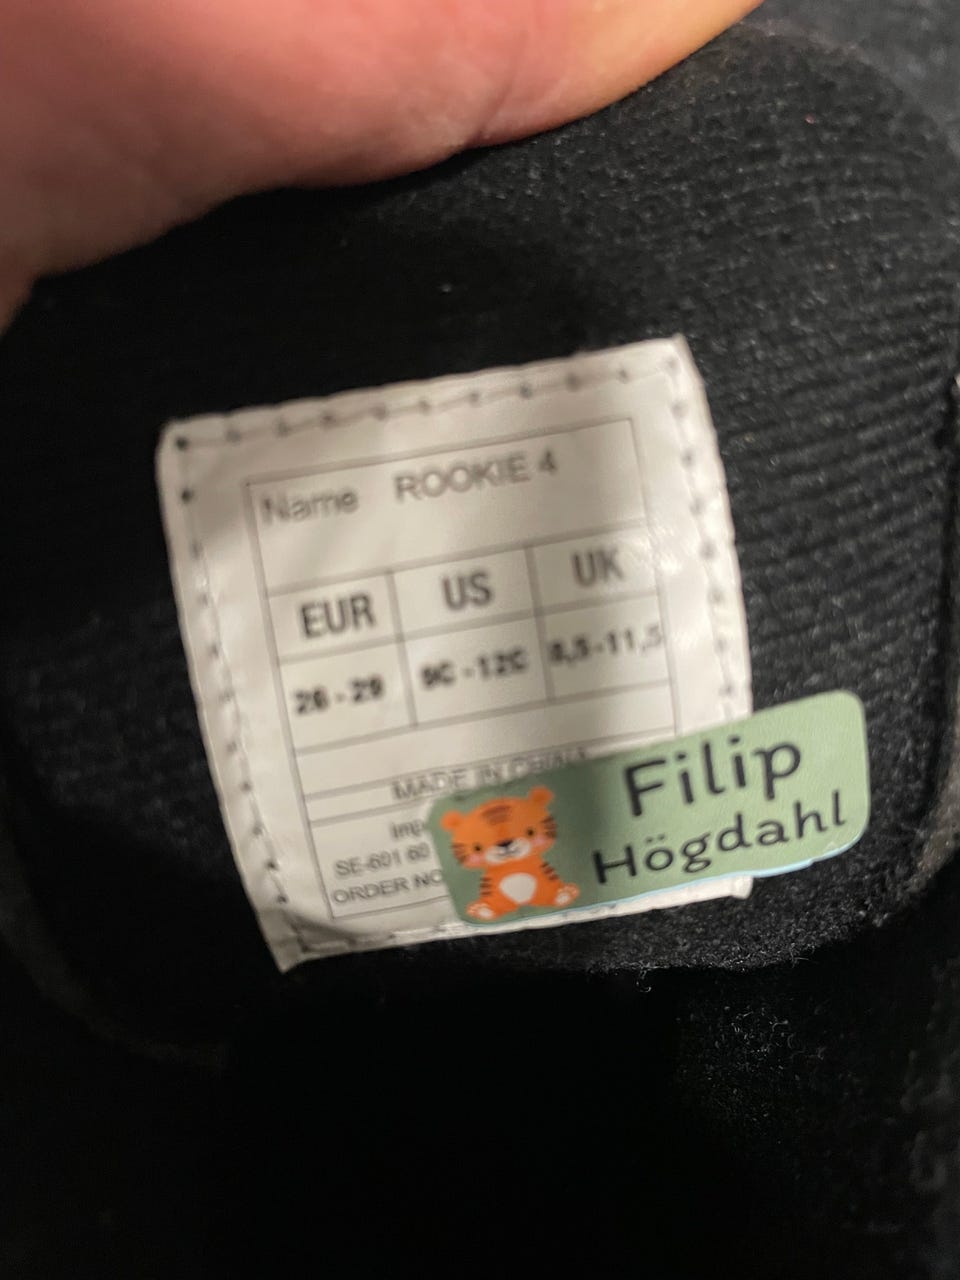 Name ROOKIE 4
EUR US UK
26 - 29 9C - 12C 8,5 - 11,5
MADE IN CHINA
SE-601 60
ORDER NO
Filip
Högdahl